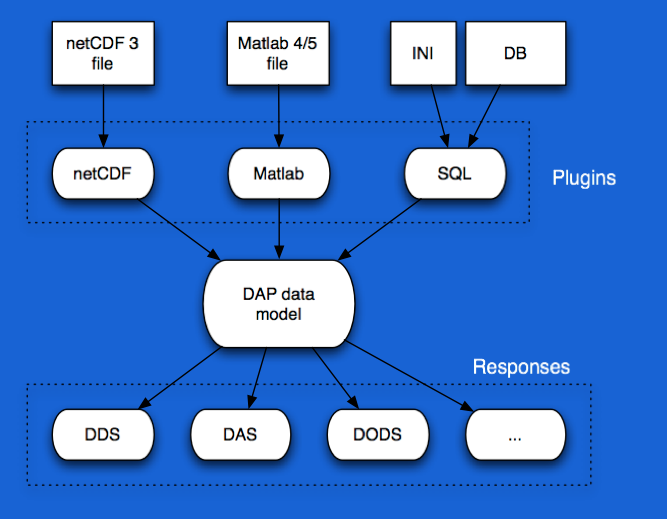 netCDF 3
file
Matlab 4/5
file
INI
DB
netCDF
Matlab
SQL
Plugins
DAP data
model
Responses
DDS
DAS
DODS
...